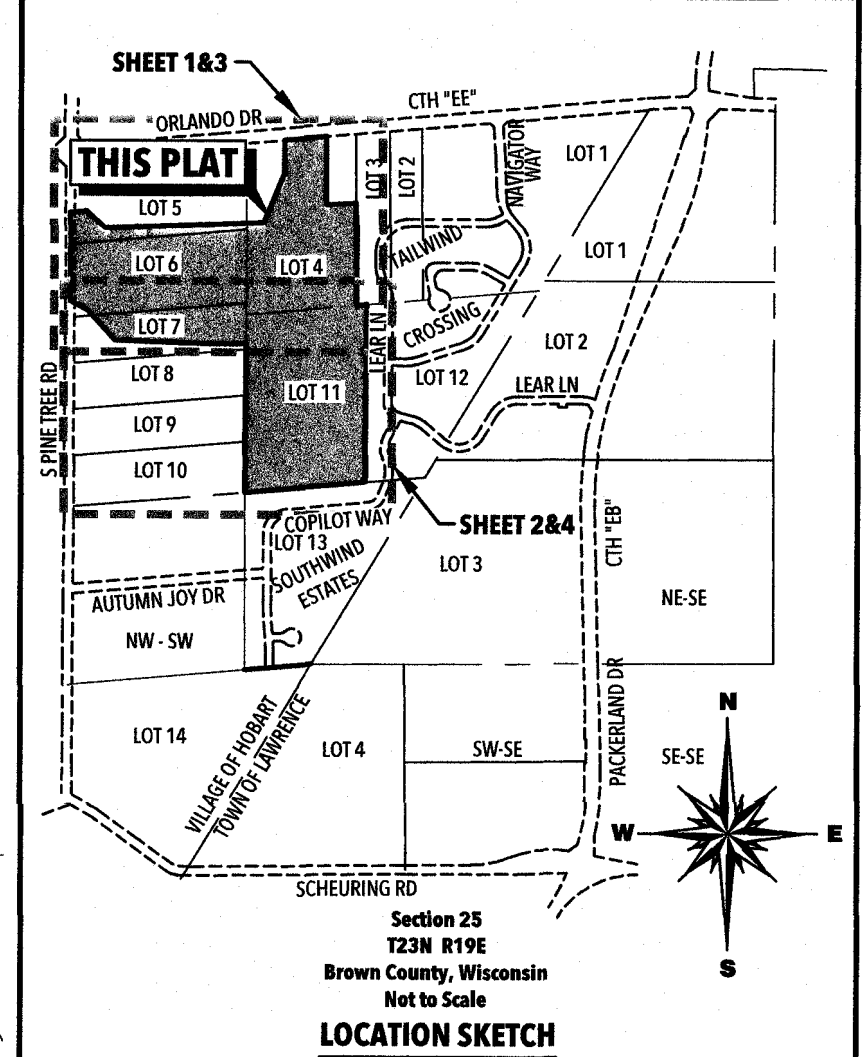 SHEET 1&3
CTH "EE"
ORLANDO DR
THIS PLAT
LOT 3
LOT 2
NAVIGATOR
WAY
LOT 1
LOT 5
LOT 6
LOT 4
TAILWIND
LOT 1
LOT 7
CROSSING
LEAR LN
LOT 2
LOT 8
LOT 12
LEAR LN
LOT 11
S PINE TREE RD
LOT 9
LOT 10
COPILOT WAY
SHEET 2&4
LOT 13
SOUTHWIND
ESTATES
LOT 3
CTH "EB"
AUTUMN JOY DR
NE-SE
NW - SW
PACKERLAND DR
N
LOT 14
VILLAGE OF HOBART
TOWN OF LAWRENCE
LOT 4
SW-SE
SE-SE
W
E
SCHEURING RD
S
Section 25
T23N R19E
Brown County, Wisconsin
Not to Scale
LOCATION SKETCH